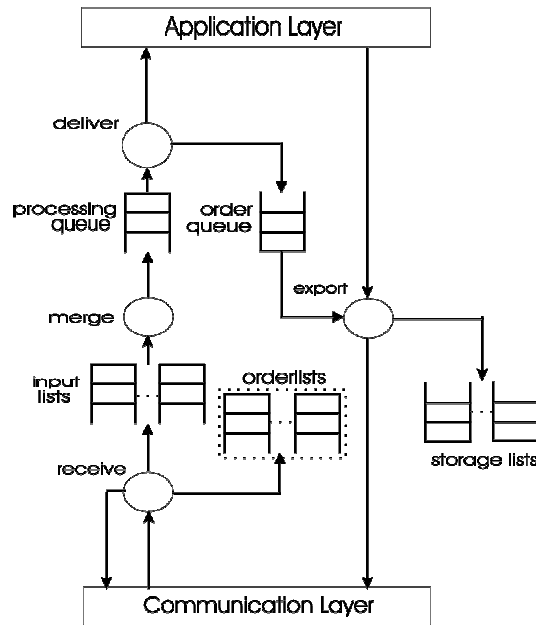 Application Layer
deliver
processing
queue
order
queue
export
merge
input
lists
orderlists
storage lists
receive
Communication Layer